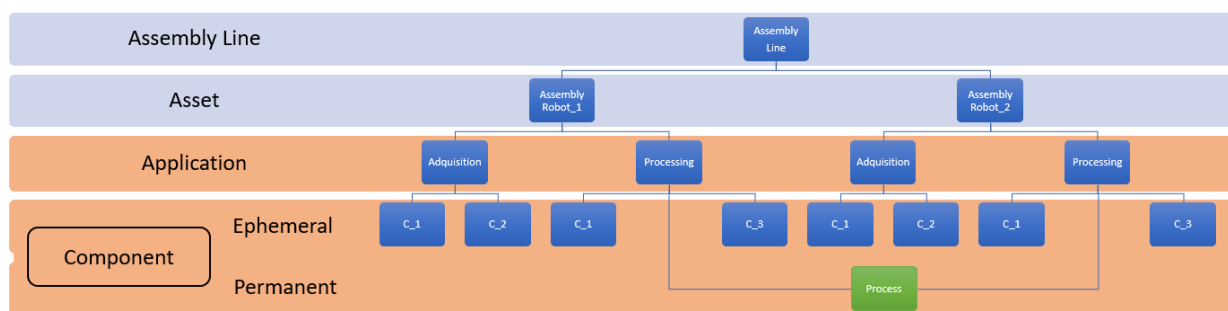 Assembly Line
Assembly
Line
Asset
Assembly
Robot_1
Assembly
Robot_2
Application
Adquisition
Processing
Adquisition
Processing
Ephemeral
C_1
C_2
C_1
C_3
C_1
C_2
C_1
C_3
Component
Permanent
Process